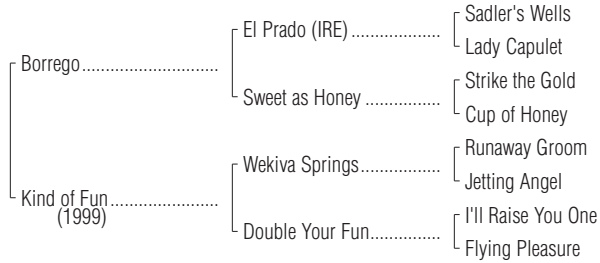 Sadler's Wells
El Prado (IRE) ...................
Lady Capulet
Borrego.............................
Strike the Gold
Sweet as Honey ................
Cup of Honey
Runaway Groom
Wekiva Springs.................
Jetting Angel
Kind of Fun.......................
(1999)
I'll Raise You One
Double Your Fun...............
Flying Pleasure